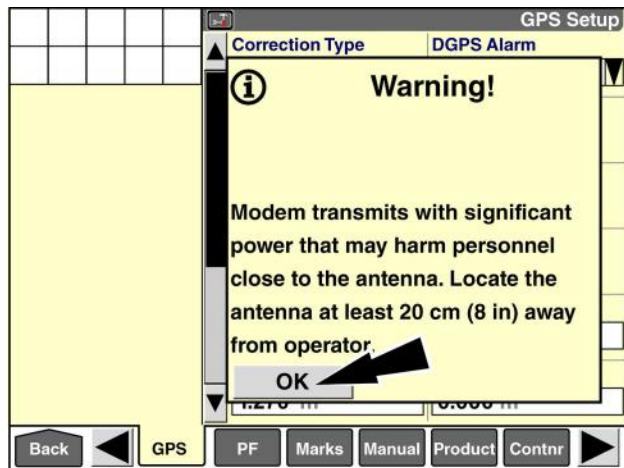 GPS Setup
Correction Type DGPS Alarm
Warning!
Modem transmits with significant
power that may harm personnel
close to the antenna. Locate the
antenna at least 20 cm (8 in) away
from operator.
OK
Back GPS PF Marks Manual Product Contnr